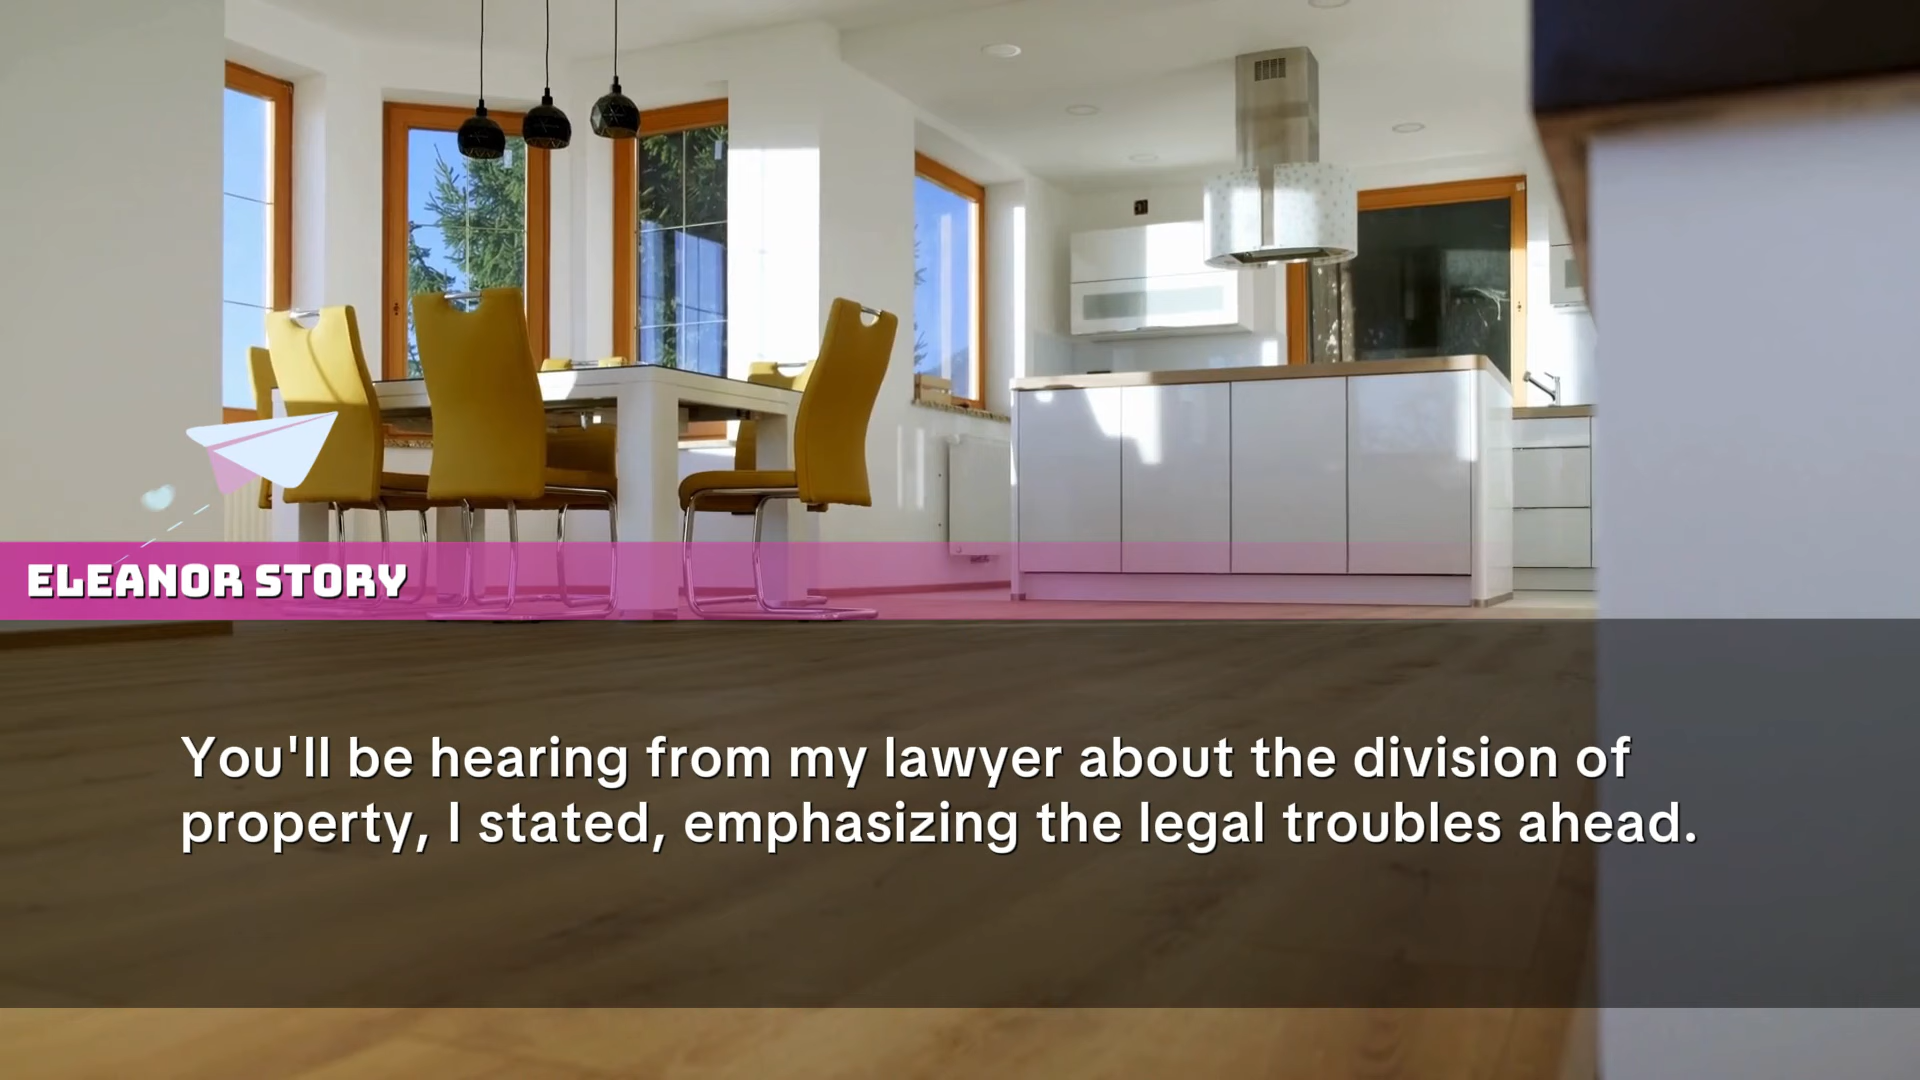 ELEANOR STORY
You'll be hearing from my lawyer about the division of
property, I stated, emphasizing the legal troubles ahead.